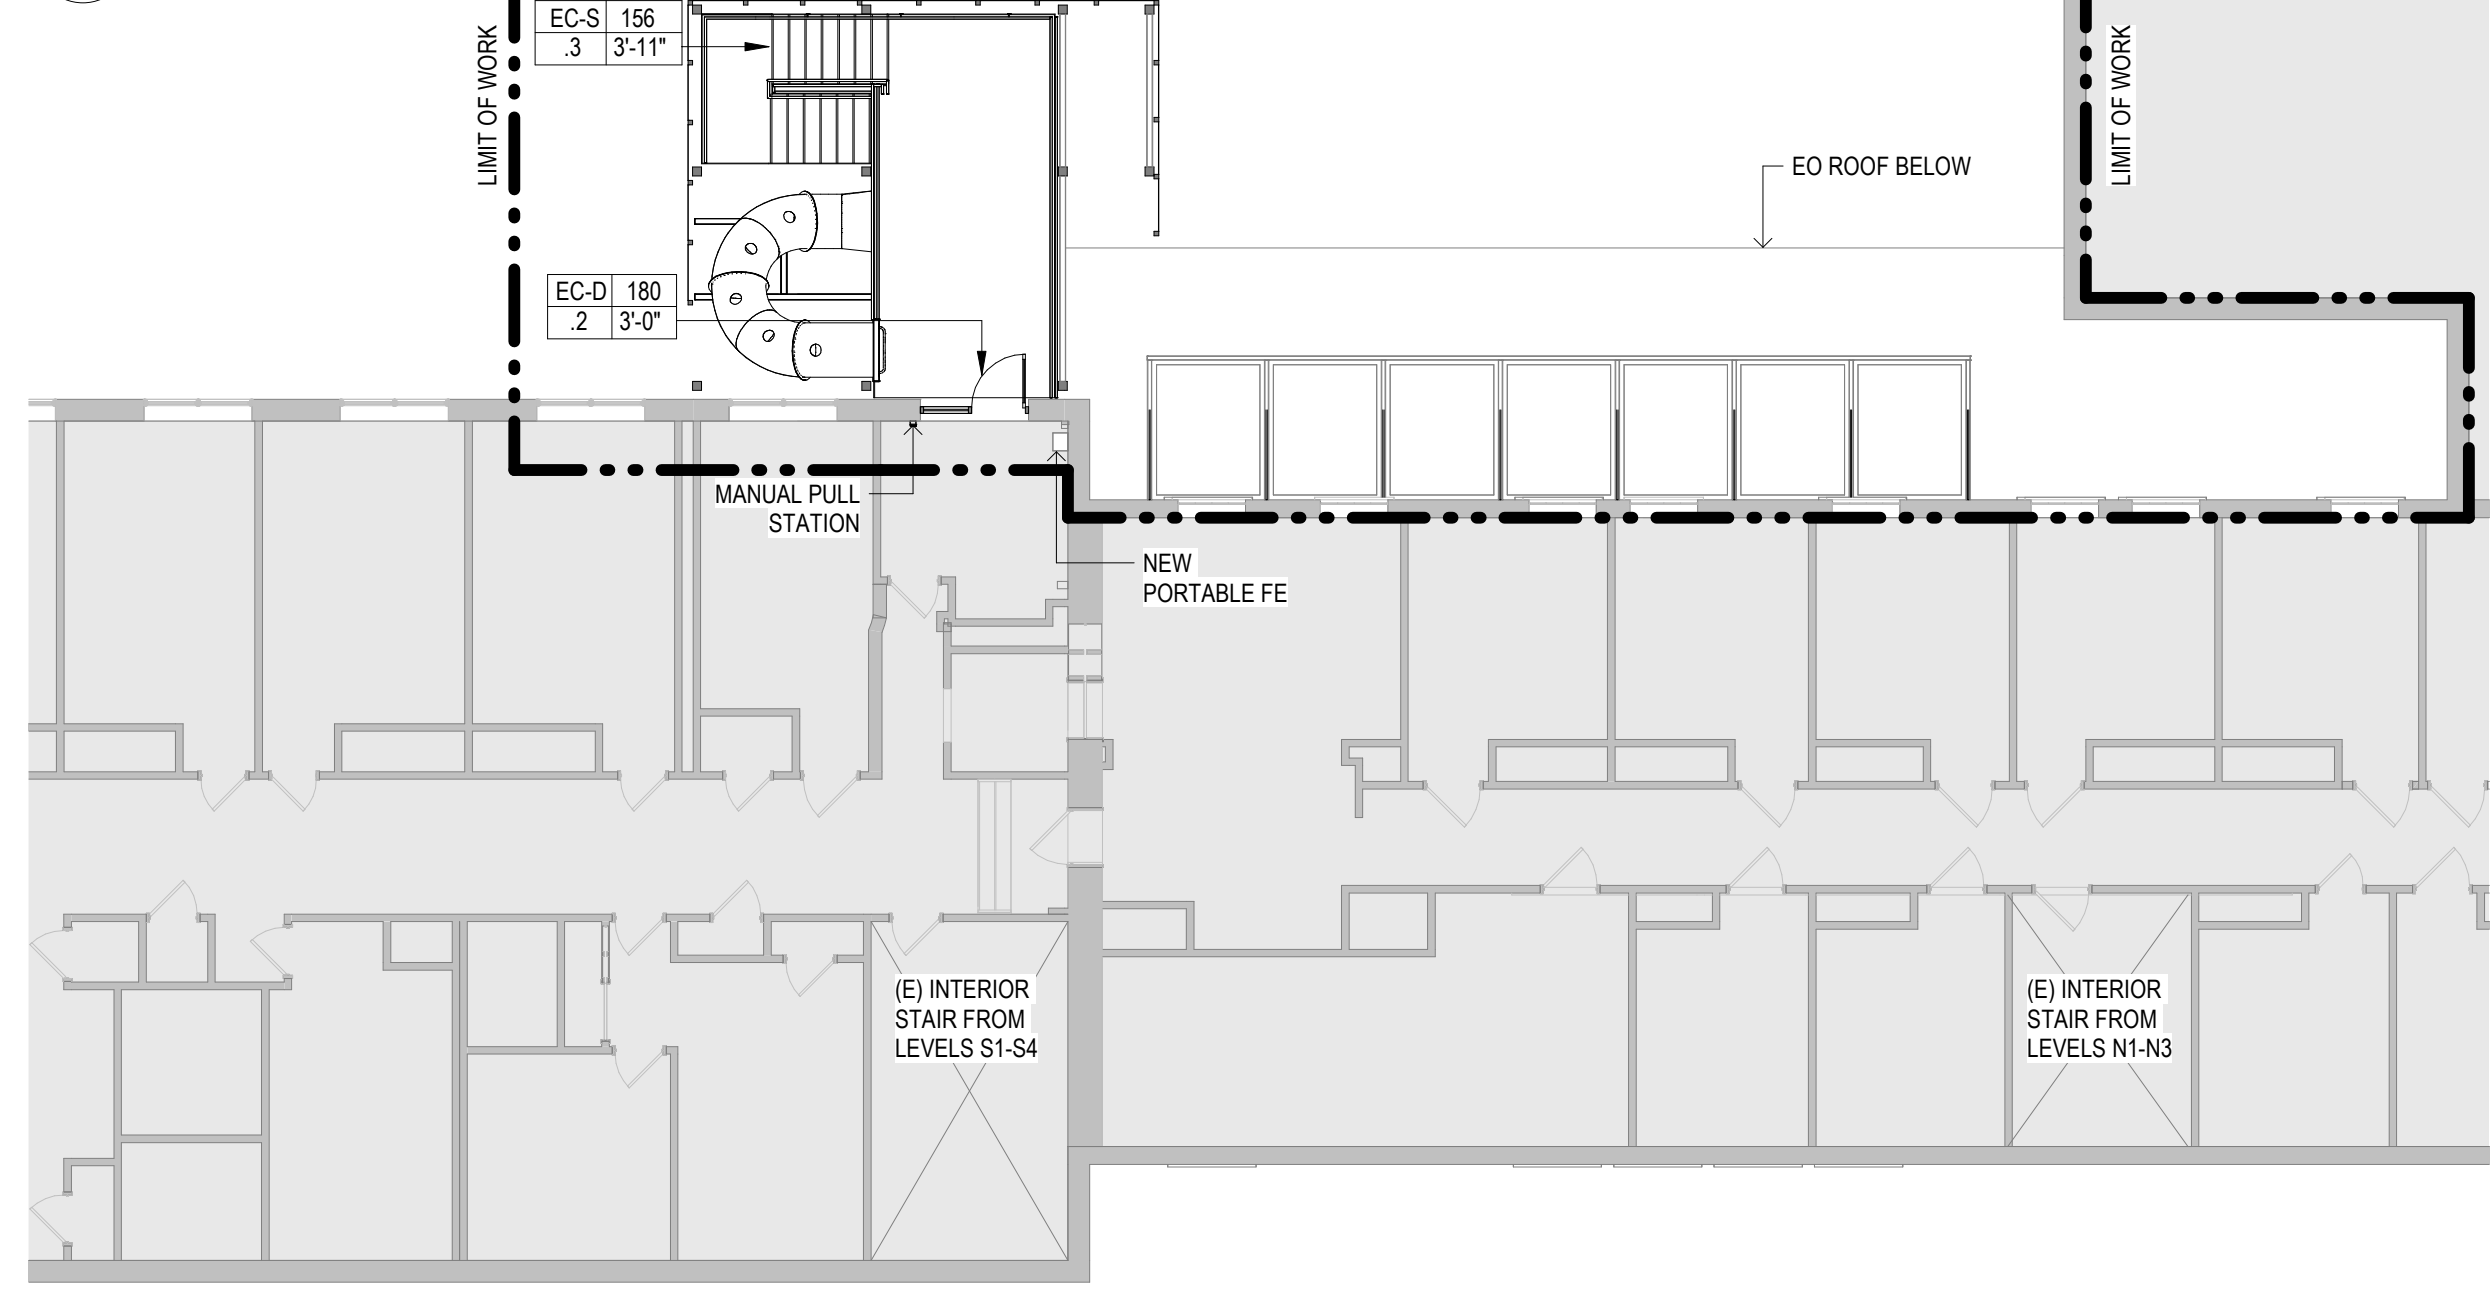 EC-S 156
.3 3'-11"
LIMIT OF WORK
LIMIT OF WORK
EO ROOF BELOW
EC-D 180
.2 3'-0"
MANUAL PULL
STATION
NEW
PORTABLE FE
(E) INTERIOR
STAIR FROM
LEVELS S1-S4
(E) INTERIOR
STAIR FROM
LEVELS N1-N3